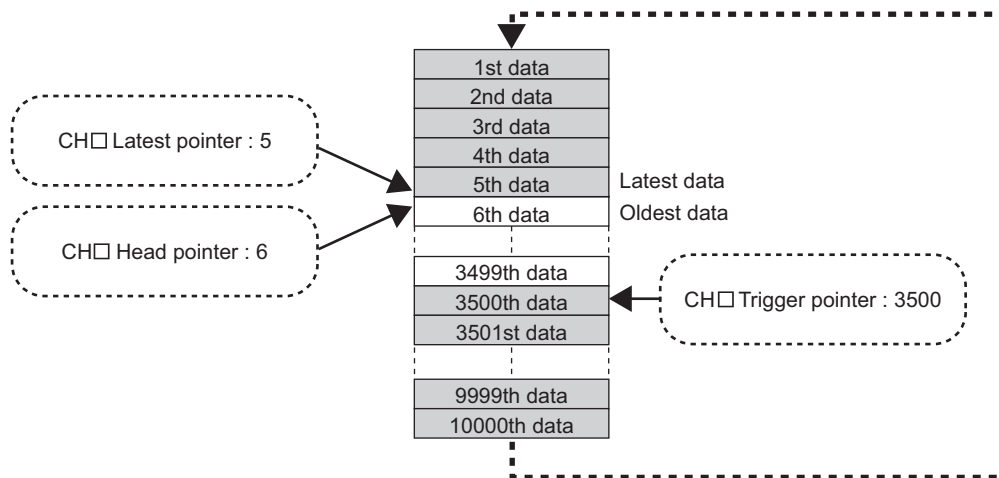 1st data
2nd data
3rd data
4th data
5th data
6th data
Latest data
Oldest data
CH□ Latest pointer : 5
CH□ Head pointer : 6
3499th data
3500th data
3501st data
CH□ Trigger pointer : 3500
9999th data
10000th data